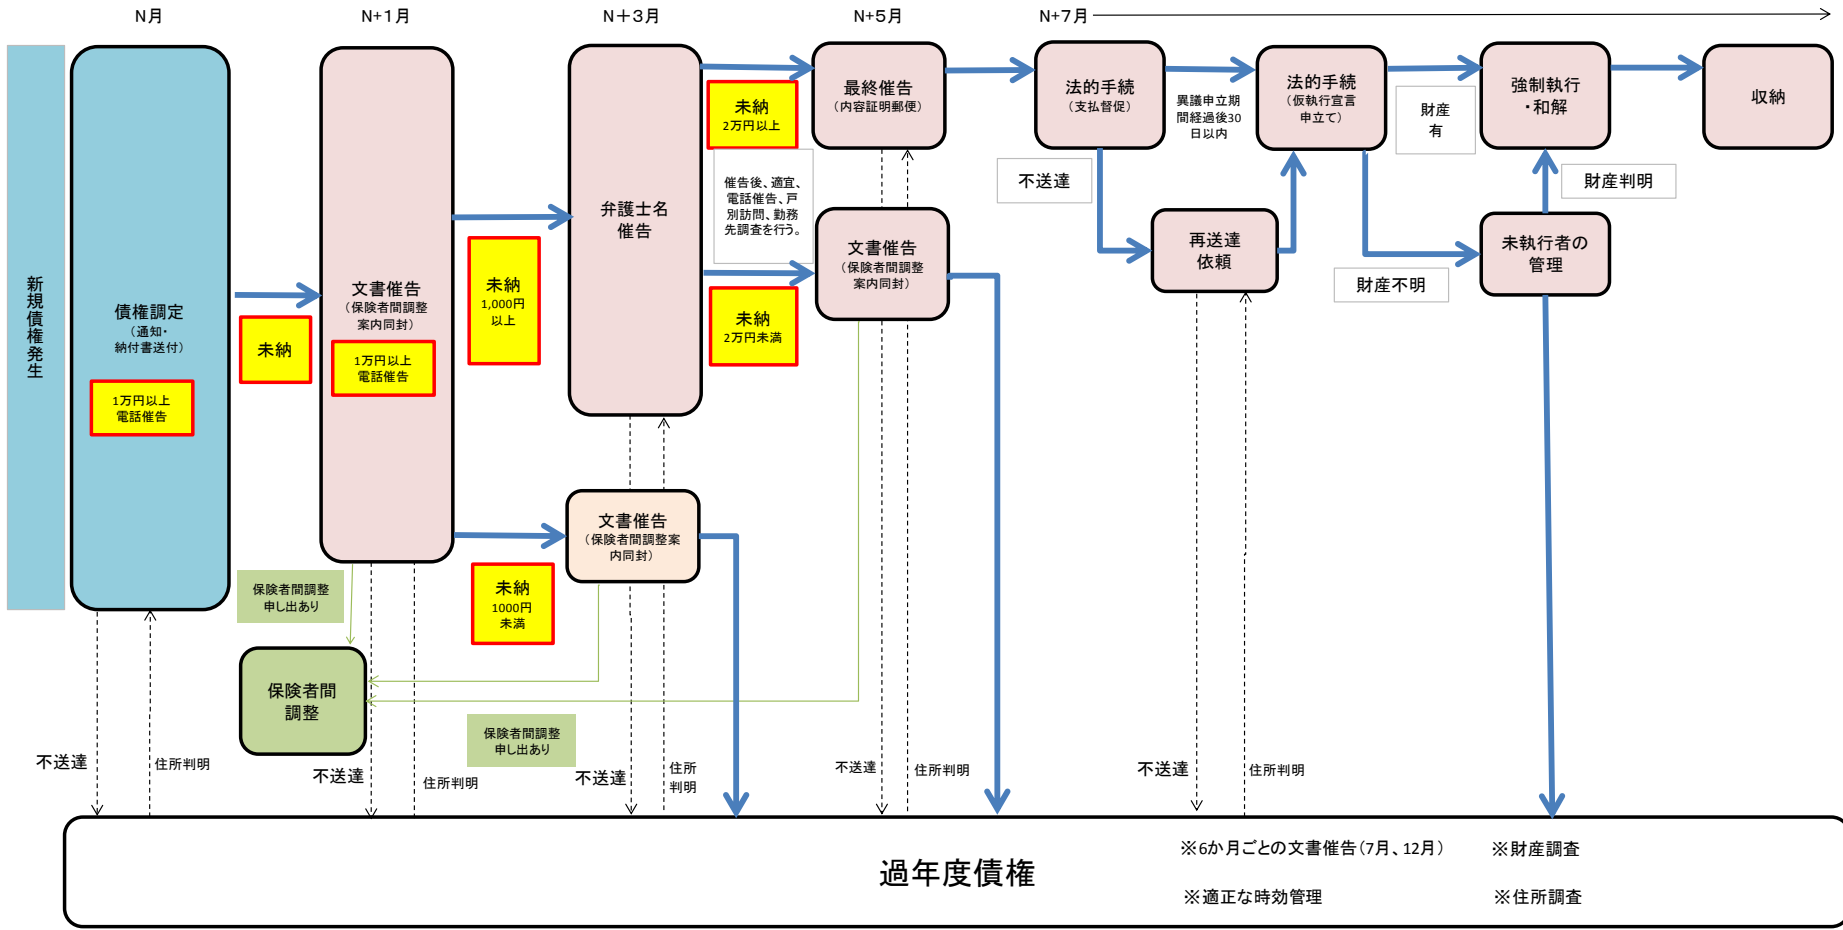 N月
N+1月
N＋3月
N+5月
N+7月
新規債権発生
債権調定
（通知・
納付書送付）
1万円以上
電話催告
未納
文書催告
（保険者間調整
案内同封）
1万円以上
電話催告
未納
1,000円
以上
弁護士名
催告
未納
2万円以上
催告後、適宜、
電話催告、戸
別訪問、勤務
先調査を行う。
未納
2万円未満
最終催告
（内容証明郵便）
文書催告
（保険者間調整
案内同封）
法的手続
（支払督促）
異議申立期
間経過後30
日以内
法的手続
（仮執行宣言
申立て）
財産
有
強制執行
・和解
収納
不送達
再送達
依頼
財産不明
財産判明
未執行者の
管理
文書催告
（保険者間調整案
内同封）
未納
1000円
未満
保険者間調整
申し出あり
保険者間
調整
保険者間調整
申し出あり
不送達
住所判明
不送達
住所判明
不送達
住所
判明
不送達
住所判明
不送達
住所判明
過年度債権
※6か月ごとの文書催告（7月、12月）
※財産調査
※適正な時効管理
※住所調査